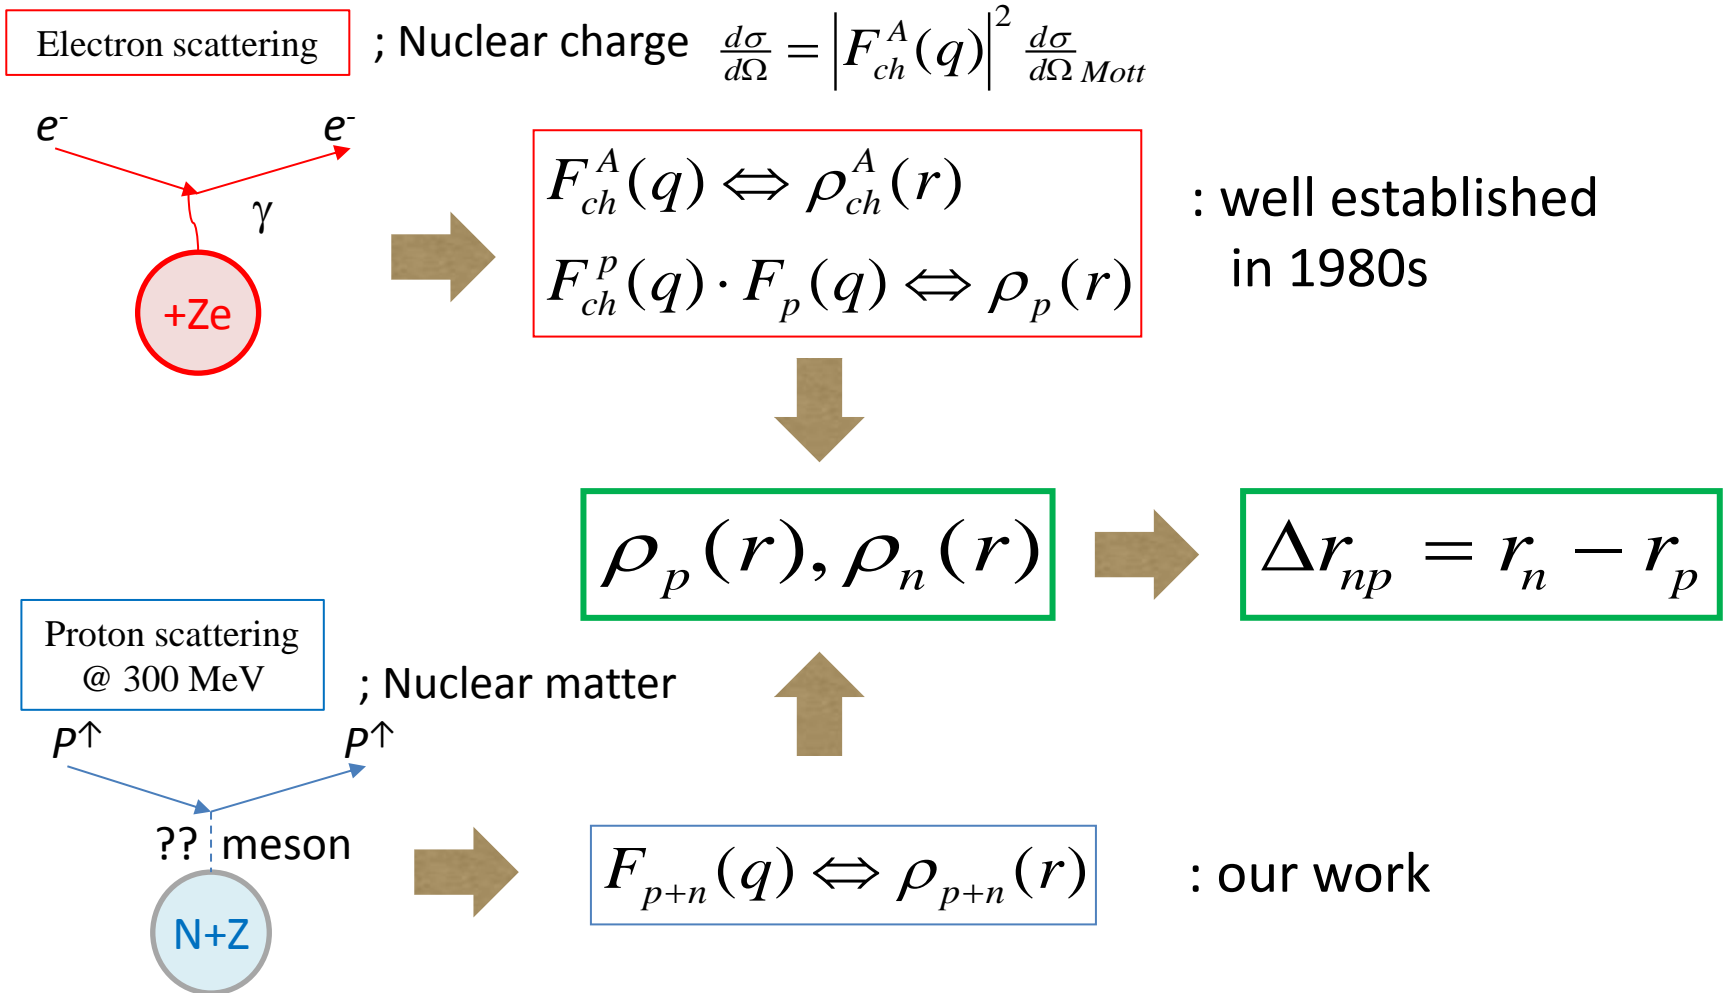 Electron scattering ; Nuclear charge dσ/dΩ = |F_ch^A(q)|² dσ/dΩ_Mott
e⁻ e⁻
γ
+Ze
F_ch^A(q) ⇔ ρ_ch^A(r)
F_ch^p(q) · F_p(q) ⇔ ρ_p(r)
: well established
in 1980s
ρ_p(r), ρ_n(r)
Δr_np = r_n − r_p
Proton scattering
@ 300 MeV
; Nuclear matter
P↑ P↑
?? meson
N+Z
F_p+n(q) ⇔ ρ_p+n(r)
: our work